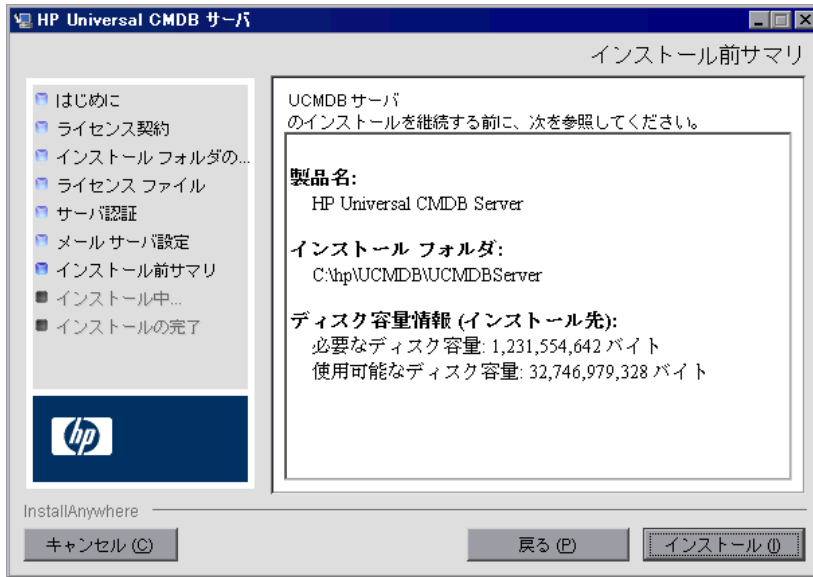 HP Universal CMDB サーバ
インストール前サマリ
はじめに
ライセンス契約
インストール フォルダの...
ライセンス ファイル
サーバ認証
メール サーバ設定
インストール前サマリ
インストール中...
インストールの完了
hp
UCMDB サーバ
のインストールを継続する前に、次を参照してください。
製品名:
HP Universal CMDB Server
インストール フォルダ:
C:\hp\UCMDB\UCMDBServer
ディスク容量情報 (インストール先):
必要なディスク容量: 1,231,554,642 バイト
使用可能なディスク容量: 32,746,979,328 バイト
InstallAnywhere
キャンセル (C)
戻る (P)
インストール (I)